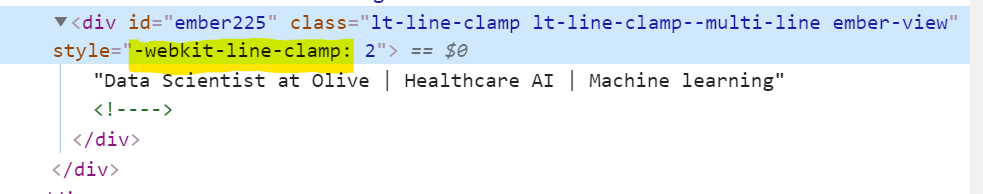 ▼<div id="ember225" class="lt-line-clamp lt-line-clamp--multi-line ember-view"
style="-webkit-line-clamp: 2"> == $0
"Data Scientist at Olive | Healthcare AI | Machine learning"
<!---->
</div>
</div>